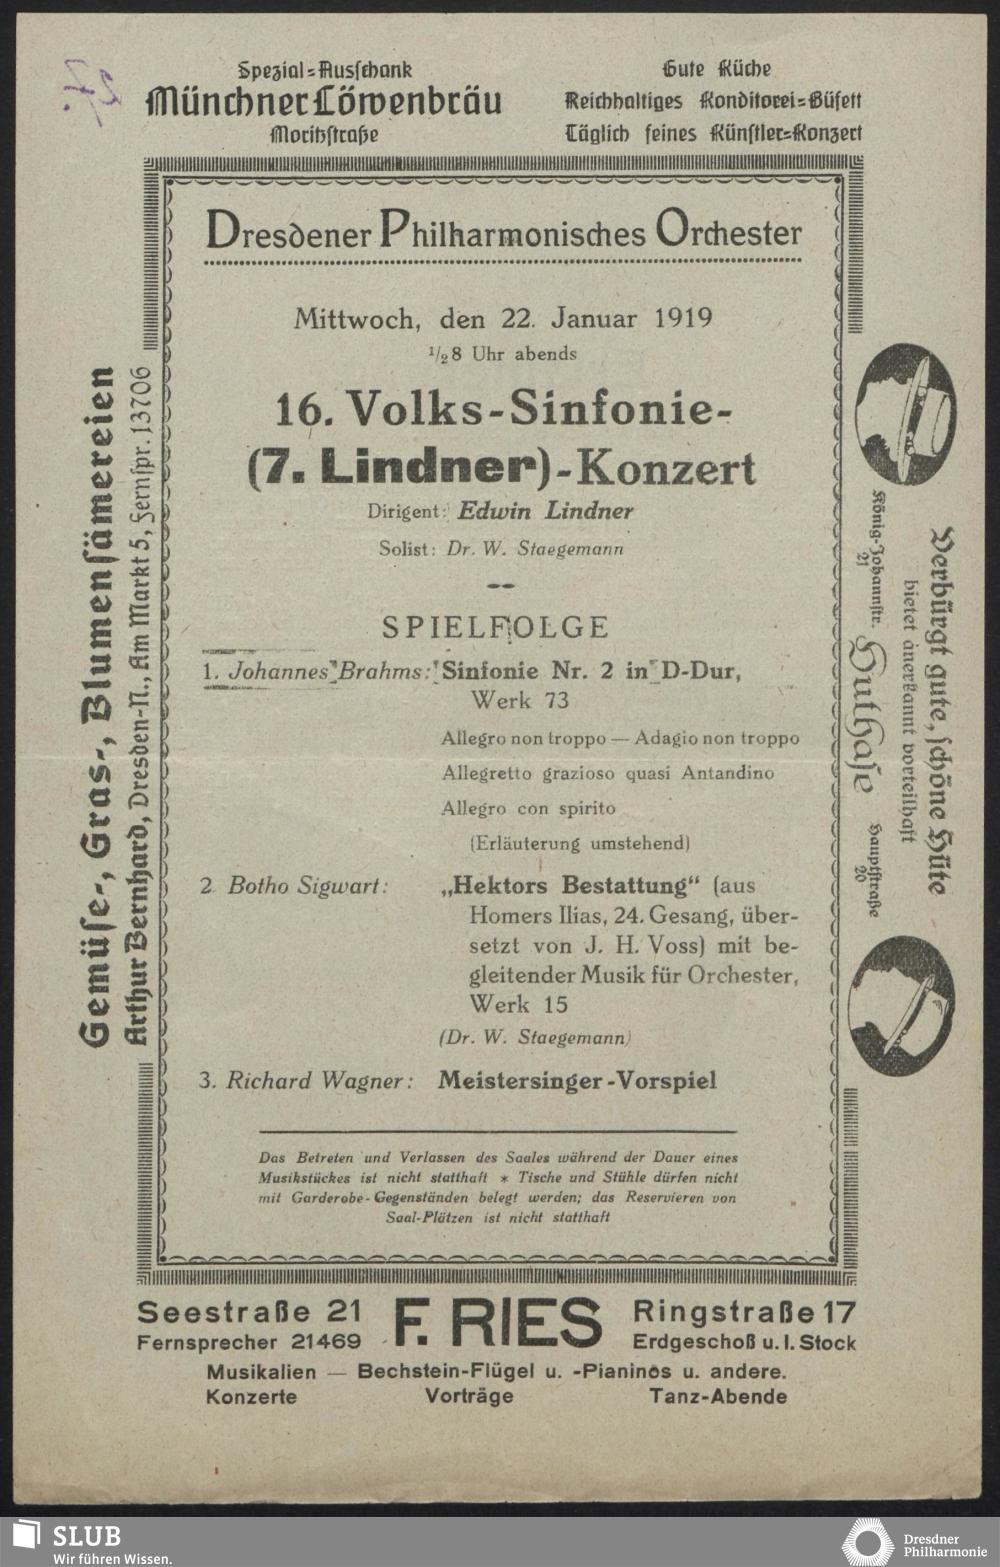 Spezial=Ausschank
Münchner Löwenbräu
Moritzstraße
Gute Küche
Reichhaltiges Konditorei=Büfett
Täglich feines Künstler=Konzert
Dresdener Philharmonisches Orchester
Mittwoch, den 22. Januar 1919
1/2 8 Uhr abends
16. Volks-Sinfonie-
(7. Lindner)-Konzert
Dirigent: Edwin Lindner
Solist: Dr. W. Staegemann
SPIELFOLGE
1. Johannes Brahms: Sinfonie Nr. 2 in D-Dur,
Werk 73
Allegro non troppo — Adagio non troppo
Allegretto grazioso quasi Antandino
Allegro con spirito
(Erläuterung umstehend)
2. Botho Sigwart: „Hektors Bestattung“ (aus
Homers Ilias, 24. Gesang, über-
setzt von J. H. Voss) mit be-
gleitender Musik für Orchester,
Werk 15
(Dr. W. Staegemann)
3. Richard Wagner: Meistersinger-Vorspiel
Das Betreten und Verlassen des Saales während der Dauer eines
Musikstückes ist nicht statthaft * Tische und Stühle dürfen nicht
mit Garderobe-Gegenständen belegt werden; das Reservieren von
Saal-Plätzen ist nicht statthaft
Gemüse-, Gras-, Blumensämereien
Arthur Bernhard, Dresden-N., Am Markt 5, Fernspr. 13706
Verbürgt gute, schöne Hüte
bietet anerkannt vorteilhaft
König-Johannstr. 21 Huthase Hauptstraße 20
Seestraße 21 F. RIES Ringstraße 17
Fernsprecher 21469 Erdgeschoß u. I. Stock
Musikalien — Bechstein-Flügel u. -Pianinos u. andere.
Konzerte Vorträge Tanz-Abende
SLUB
Wir führen Wissen.
Dresdner
Philharmonie